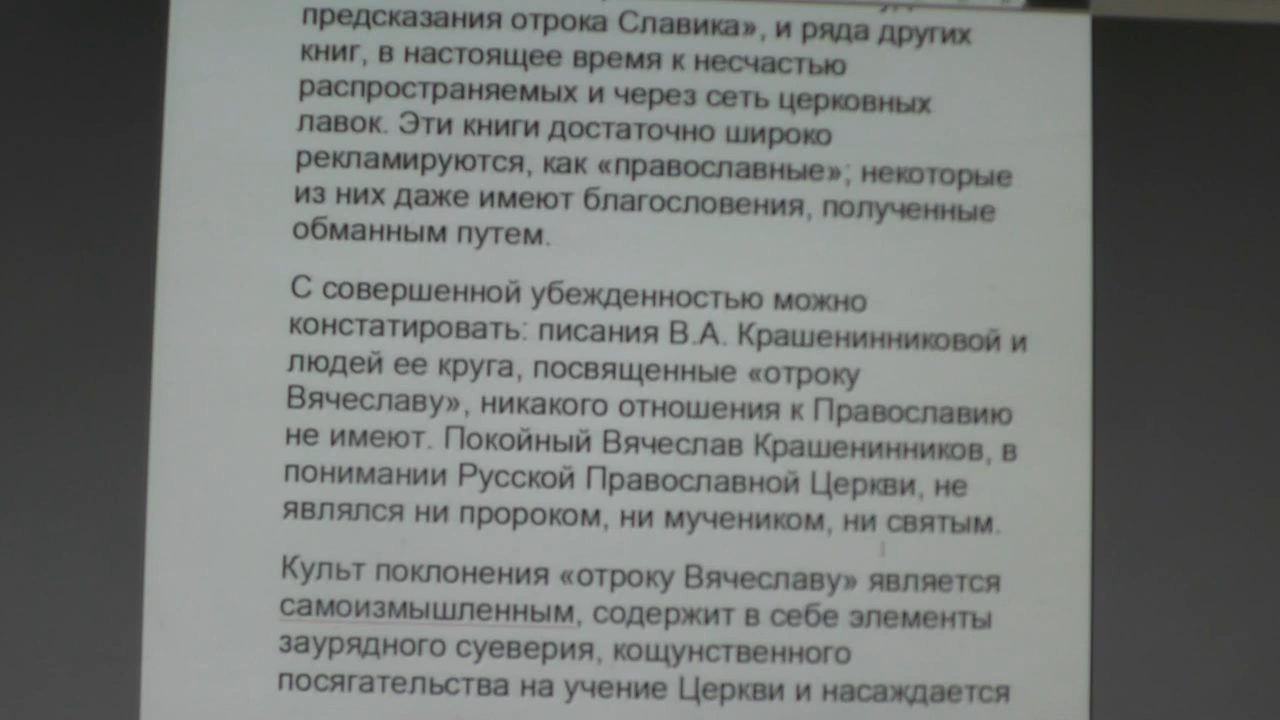 предсказания отрока Славика», и ряда других
книг, в настоящее время к несчастью
распространяемых и через сеть церковных
лавок. Эти книги достаточно широко
рекламируются, как «православные»; некоторые
из них даже имеют благословения, полученные
обманным путем.
С совершенной убежденностью можно
констатировать: писания В.А. Крашенинниковой и
людей ее круга, посвященные «отроку
Вячеславу», никакого отношения к Православию
не имеют. Покойный Вячеслав Крашенинников, в
понимании Русской Православной Церкви, не
являлся ни пророком, ни мучеником, ни святым.
Культ поклонения «отроку Вячеславу» является
самоизмышленным, содержит в себе элементы
заурядного суеверия, кощунственного
посягательства на учение Церкви и насаждается